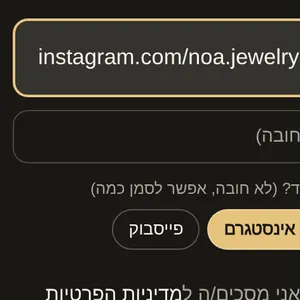 instagram.com/noa.jewelry
חובה)
ד? (לא חובה, אפשר לסמן כמה)
אינסטגרם
פייסבוק
אני מסכים/ה למדיניות הפרטיות